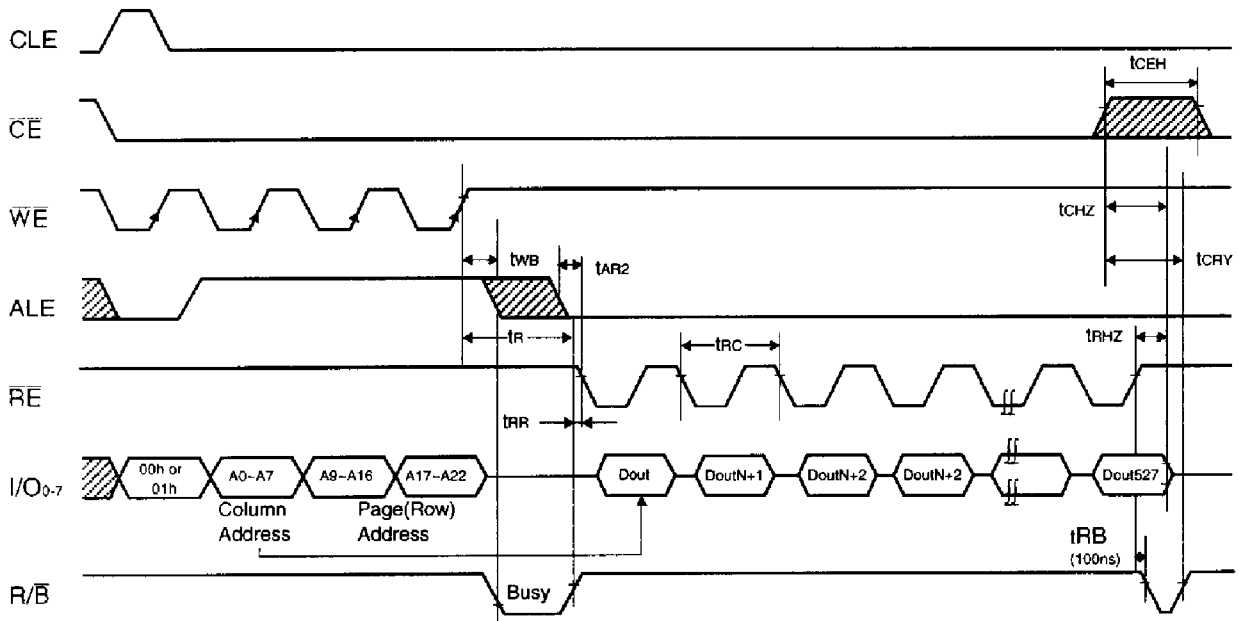 CLE
tCEH
CE
WE
tCHZ
tWB
tAR2
tCRY
ALE
tR
tRC
tRHZ
RE
tRR
I/O0-7
00h or
01h
A0~A7
A9~A16
A17~A22
Dout
DoutN+1
DoutN+2
DoutN+2
Dout527
Column
Address
Page(Row)
Address
tRB
(100ns)
R/B
Busy